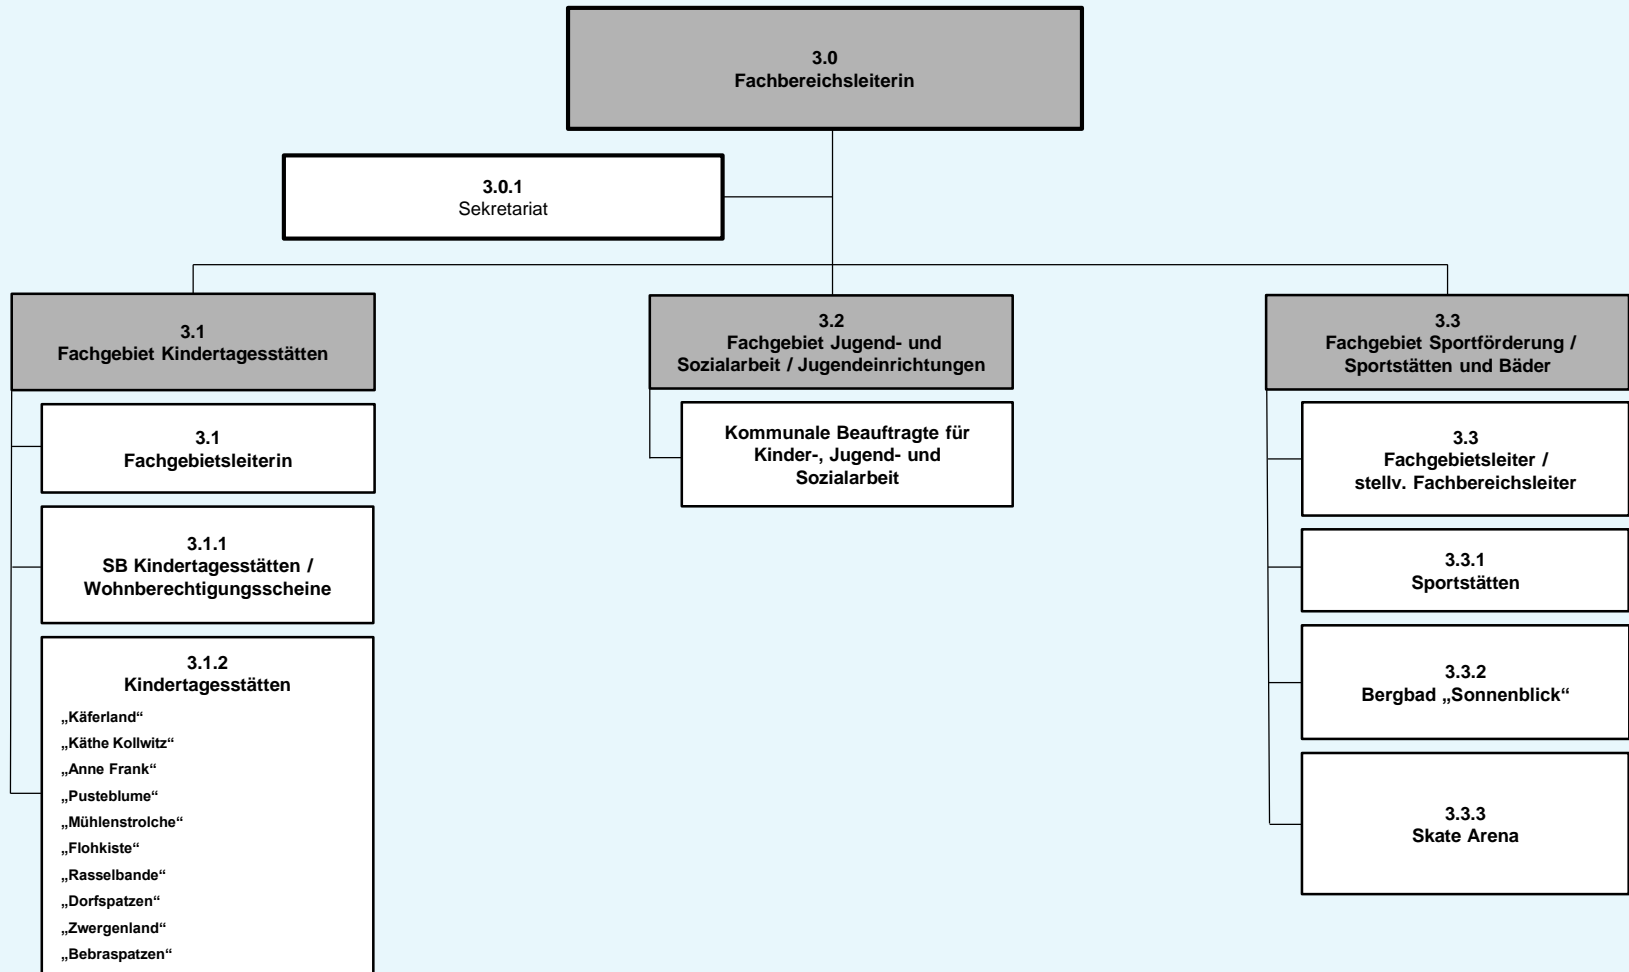 3.0
Fachbereichsleiterin
3.0.1
Sekretariat
3.1
Fachgebiet Kindertagesstätten
3.1
Fachgebietsleiterin
3.1.1
SB Kindertagesstätten /
Wohnberechtigungsscheine
3.1.2
Kindertagesstätten
„Käferland“
„Käthe Kollwitz“
„Anne Frank“
„Pusteblume“
„Mühlenstrolche“
„Flohkiste“
„Rasselbande“
„Dorfspatzen“
„Zwergenland“
„Bebraspatzen“
3.2
Fachgebiet Jugend- und
Sozialarbeit / Jugendeinrichtungen
Kommunale Beauftragte für
Kinder-, Jugend- und
Sozialarbeit
3.3
Fachgebiet Sportförderung /
Sportstätten und Bäder
3.3
Fachgebietsleiter /
stellv. Fachbereichsleiter
3.3.1
Sportstätten
3.3.2
Bergbad „Sonnenblick“
3.3.3
Skate Arena